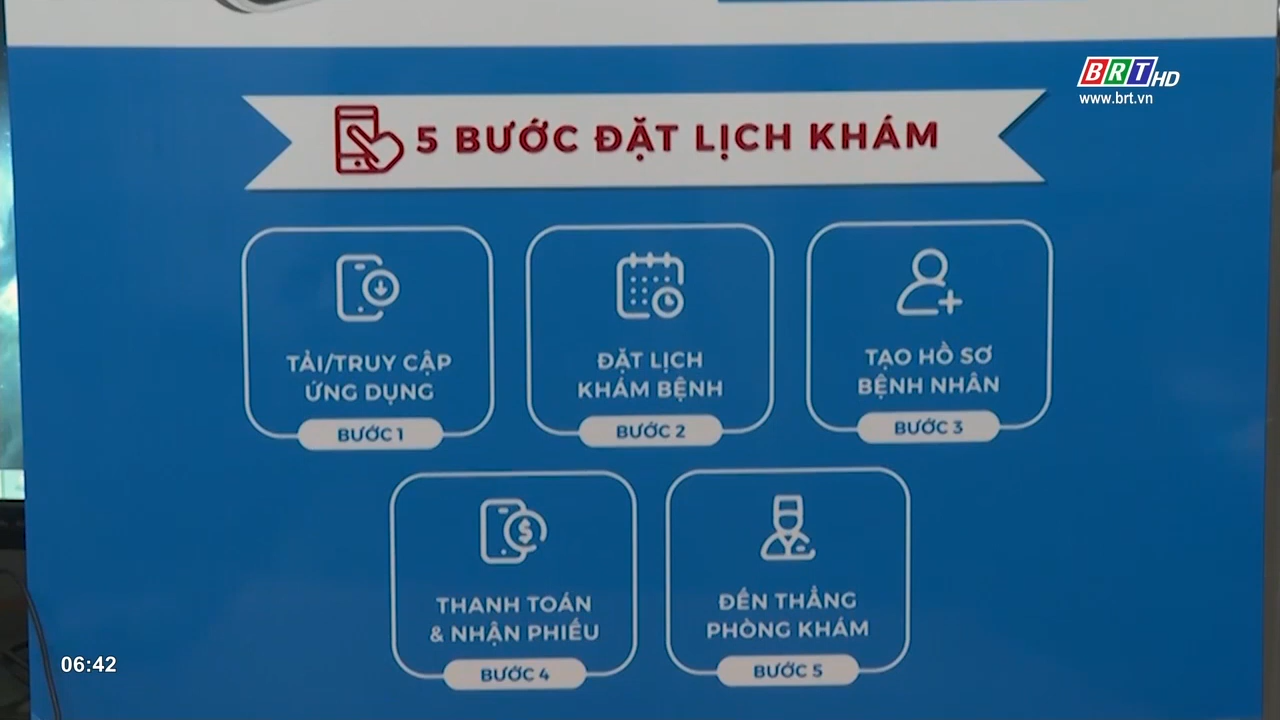 BRT HD
www.brt.vn
5 BƯỚC ĐẶT LỊCH KHÁM
TẢI/TRUY CẬP
ỨNG DỤNG
BƯỚC 1
ĐẶT LỊCH
KHÁM BỆNH
BƯỚC 2
TẠO HỒ SƠ
BỆNH NHÂN
BƯỚC 3
THANH TOÁN
& NHẬN PHIẾU
BƯỚC 4
ĐẾN THẲNG
PHÒNG KHÁM
BƯỚC 5
06:42